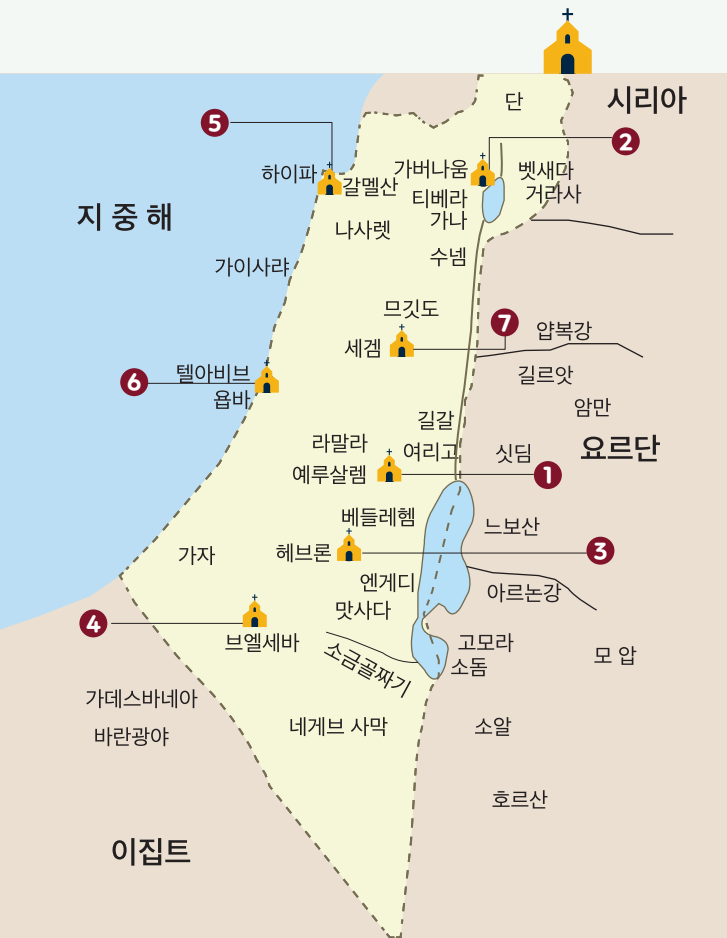 단
시리아
5
2
하이파
갈멜산
가버나움
벳새다
티베랴
거라사
가나
지 중 해
나사렛
수넴
가이사랴
므깃도
7
세겜
얍복강
텔아비브
6
욥바
길르앗
암만
길갈
라말라
여리고
싯딤
요르단
예루살렘
1
베들레헴
느보산
가자
헤브론
3
엔게디
아르논강
맛사다
4
브엘세바
고모라
소돔
모 압
소금골짜기
가데스바네아
바란광야
네게브 사막
소알
호르산
이집트